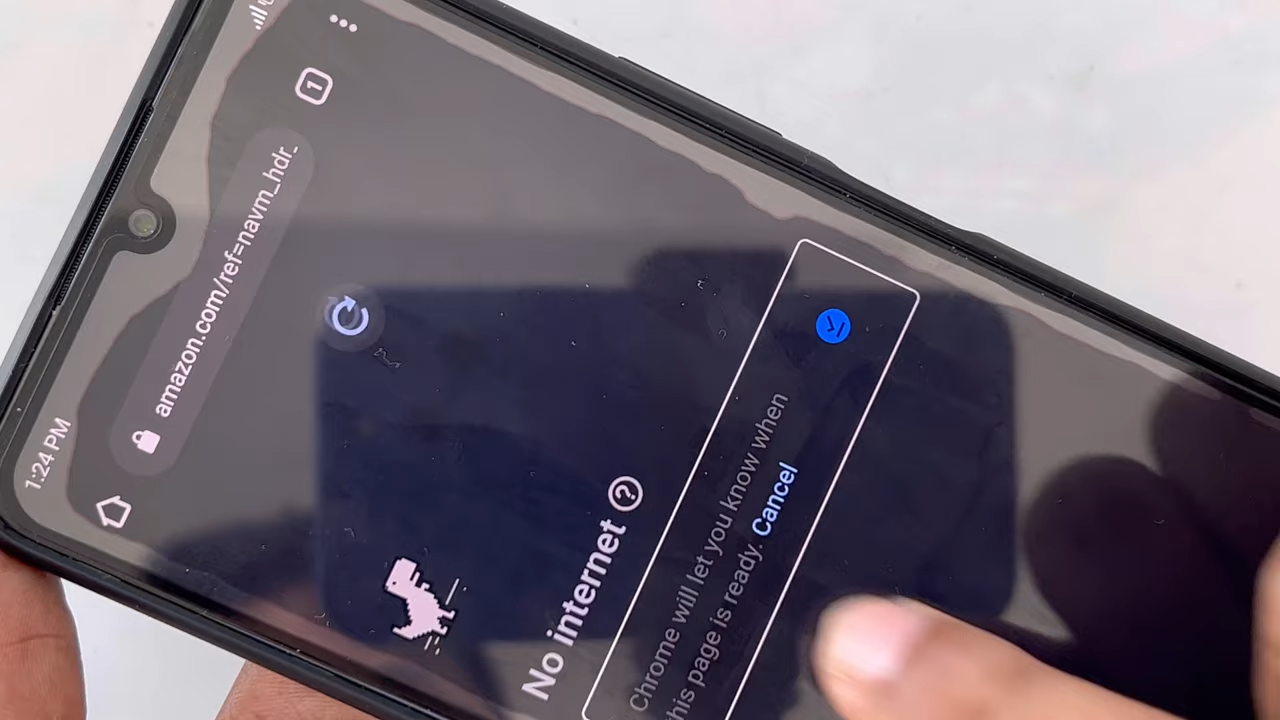 1:24 PM
amazon.com/ref=navm_hdr_
1
No internet
Chrome will let you know when
this page is ready. Cancel